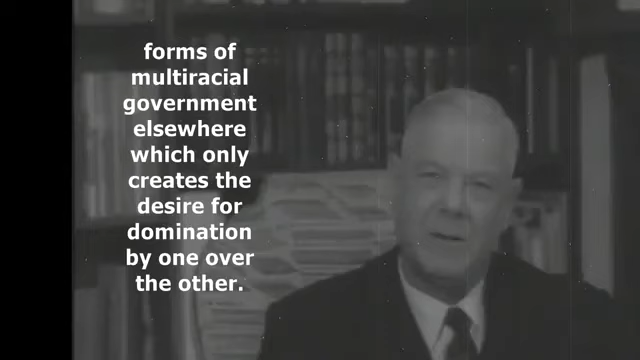 forms of
multiracial
government
elsewhere
which only
creates the
desire for
domination
by one over
the other.